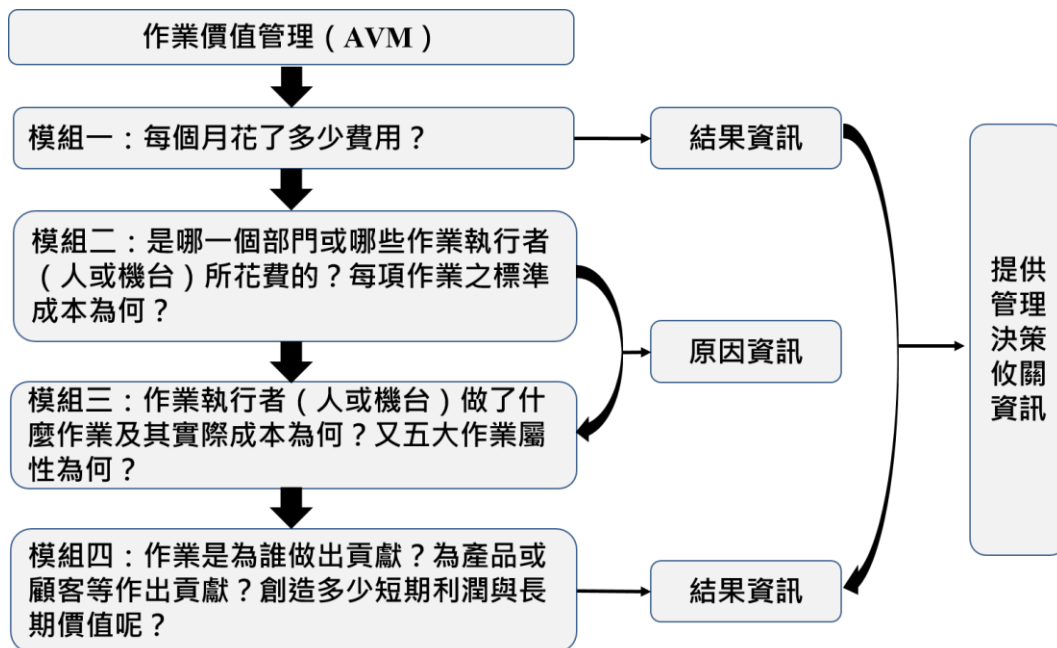 作業價值管理（AVM）
模組一：每個月花了多少費用？
結果資訊
模組二：是哪一個部門或哪些作業執行者
（人或機台）所花費的？每項作業之標準
成本為何？
原因資訊
模組三：作業執行者（人或機台）做了什
麼作業及其實際成本為何？又五大作業屬
性為何？
模組四：作業是為誰做出貢獻？為產品或
顧客等作出貢獻？創造多少短期利潤與長
期價值呢？
結果資訊
提供
管理
決策
攸關
資訊